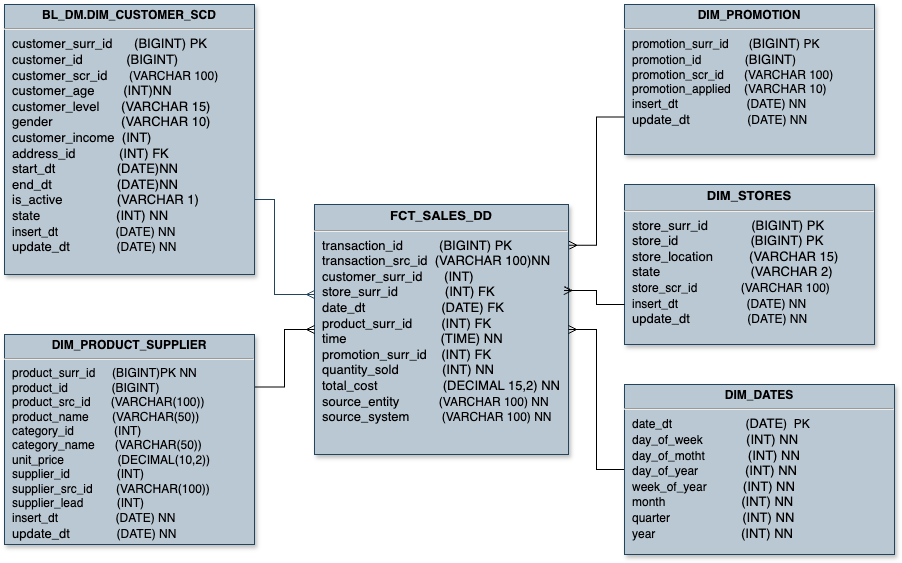 BL_DM.DIM_CUSTOMER_SCD
customer_surr_id (BIGINT) PK
customer_id (BIGINT)
customer_scr_id (VARCHAR 100)
customer_age (INT)NN
customer_level (VARCHAR 15)
gender (VARCHAR 10)
customer_income (INT)
address_id (INT) FK
start_dt (DATE)NN
end_dt (DATE)NN
is_active (VARCHAR 1)
state (INT) NN
insert_dt (DATE) NN
update_dt (DATE) NN
DIM_PRODUCT_SUPPLIER
product_surr_id (BIGINT)PK NN
product_id (BIGINT)
product_src_id (VARCHAR(100))
product_name (VARCHAR(50))
category_id (INT)
category_name (VARCHAR(50))
unit_price (DECIMAL(10,2))
supplier_id (INT)
supplier_src_id (VARCHAR(100))
supplier_lead (INT)
insert_dt (DATE) NN
update_dt (DATE) NN
FCT_SALES_DD
transaction_id (BIGINT) PK
transaction_src_id (VARCHAR 100)NN
customer_surr_id (INT)
store_surr_id (INT) FK
date_dt (DATE) FK
product_surr_id (INT) FK
time (TIME) NN
promotion_surr_id (INT) FK
quantity_sold (INT) NN
total_cost (DECIMAL 15,2) NN
source_entity (VARCHAR 100) NN
source_system (VARCHAR 100) NN
DIM_PROMOTION
promotion_surr_id (BIGINT) PK
promotion_id (BIGINT)
promotion_scr_id (VARCHAR 100)
promotion_applied (VARCHAR 10)
insert_dt (DATE) NN
update_dt (DATE) NN
DIM_STORES
store_surr_id (BIGINT) PK
store_id (BIGINT) PK
store_location (VARCHAR 15)
state (VARCHAR 2)
store_scr_id (VARCHAR 100)
insert_dt (DATE) NN
update_dt (DATE) NN
DIM_DATES
date_dt (DATE) PK
day_of_week (INT) NN
day_of_motht (INT) NN
day_of_year (INT) NN
week_of_year (INT) NN
month (INT) NN
quarter (INT) NN
year (INT) NN